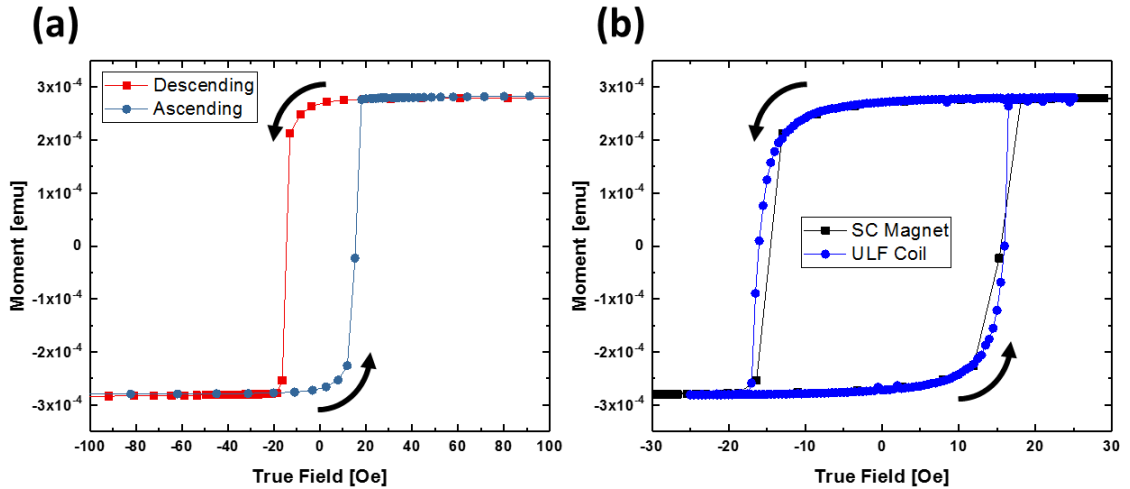 (a)
3x10⁻⁴
2x10⁻⁴
1x10⁻⁴
0
-1x10⁻⁴
-2x10⁻⁴
-3x10⁻⁴
Moment [emu]
Descending
Ascending
-100 -80 -60 -40 -20 0 20 40 60 80 100
True Field [Oe]
(b)
3x10⁻⁴
2x10⁻⁴
1x10⁻⁴
0
-1x10⁻⁴
-2x10⁻⁴
-3x10⁻⁴
Moment [emu]
SC Magnet
ULF Coil
-30 -20 -10 0 10 20 30
True Field [Oe]